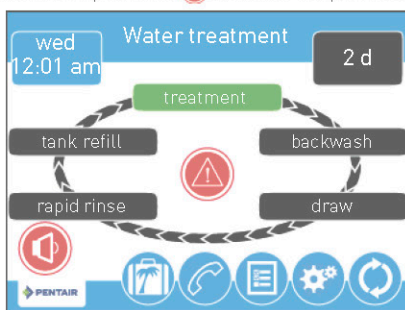 wed
12:01 am
Water treatment
2 d
treatment
tank refill
backwash
rapid rinse
draw
PENTAIR